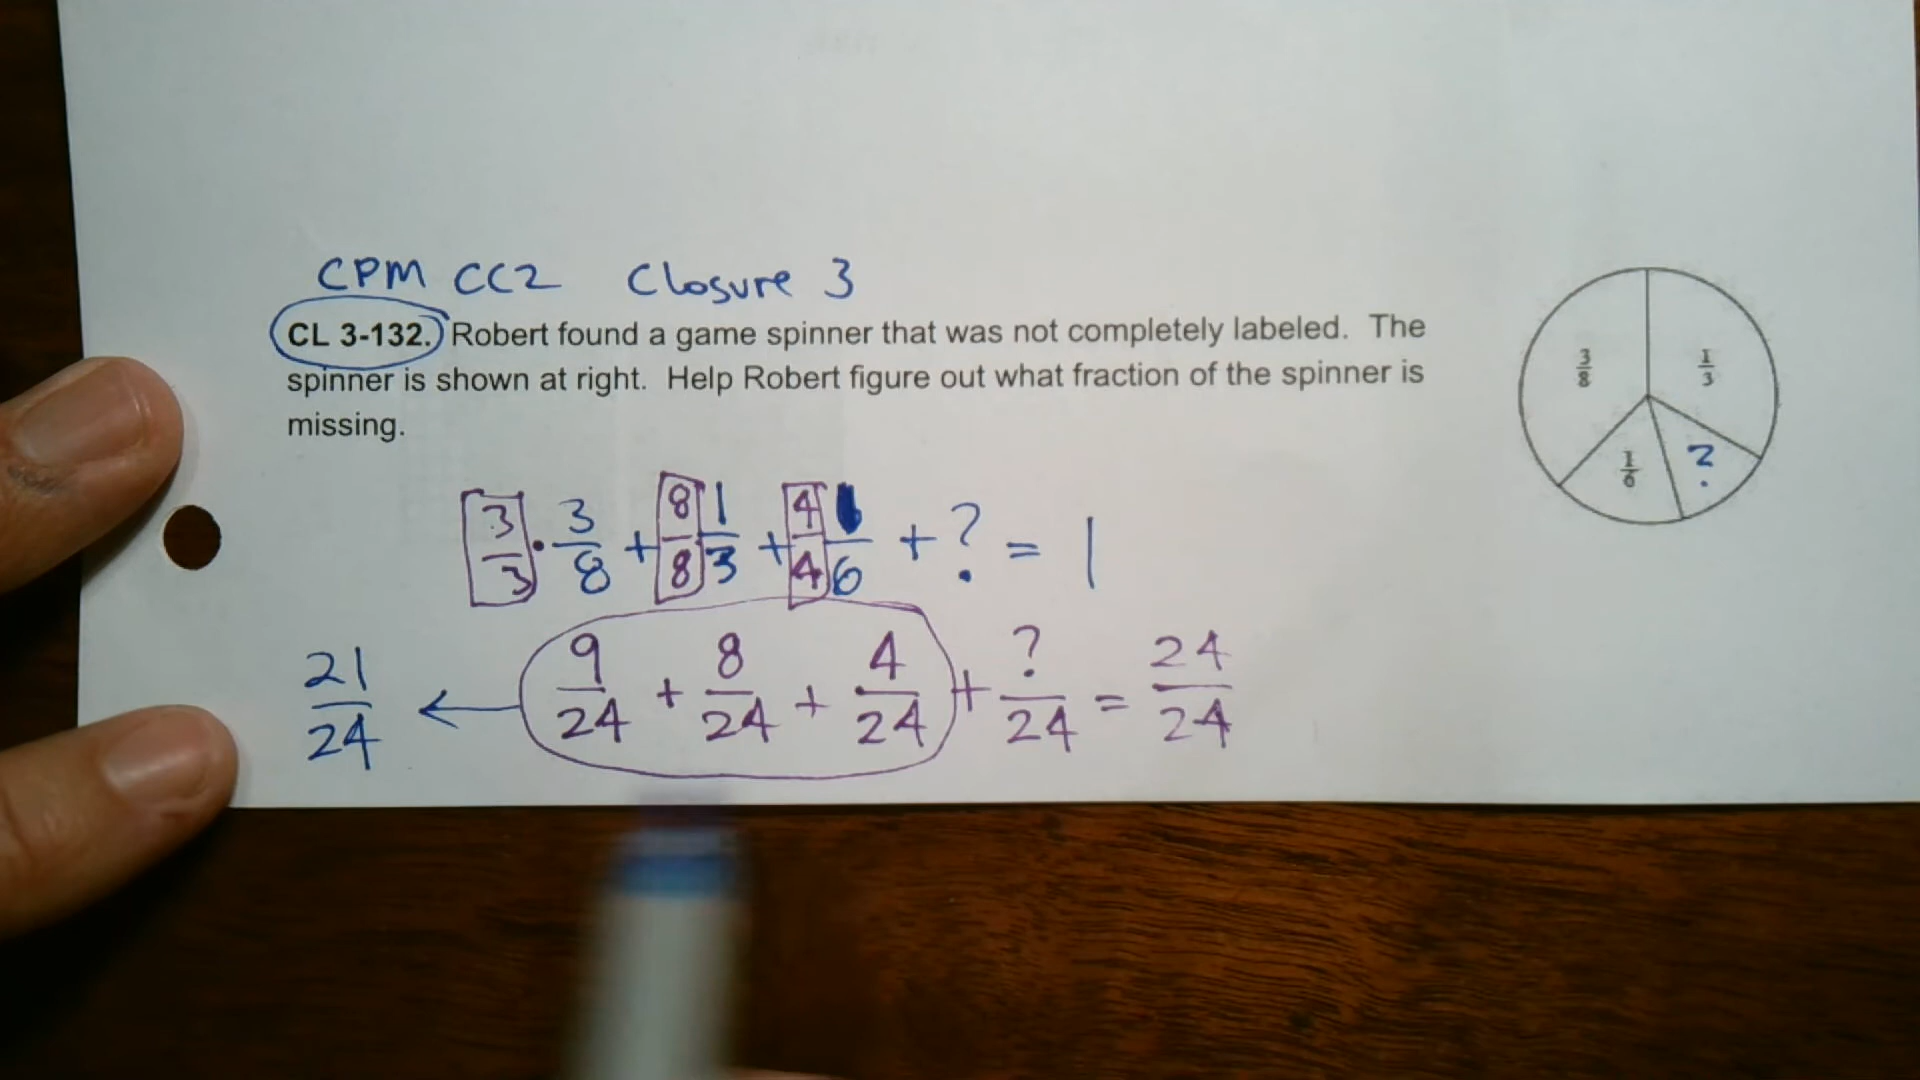 CPM CC2 Closure 3
CL 3-132. Robert found a game spinner that was not completely labeled. The
spinner is shown at right. Help Robert figure out what fraction of the spinner is
missing.
3/8 1/3
1/6 ?
3/3 · 3/8 + 8/8 1/3 + 4/4 1/6 + ? = 1
21/24 ← 9/24 + 8/24 + 4/24 + ?/24 = 24/24